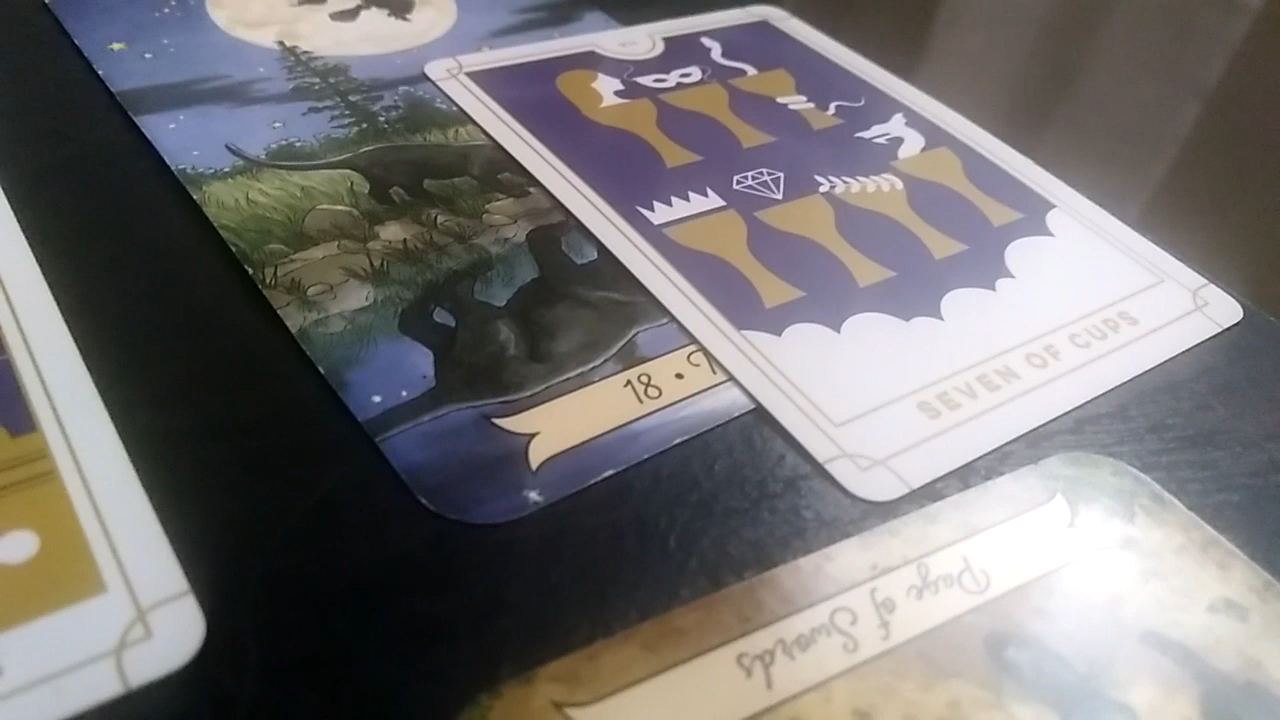 18 • T
SEVEN OF CUPS
Page of Swords